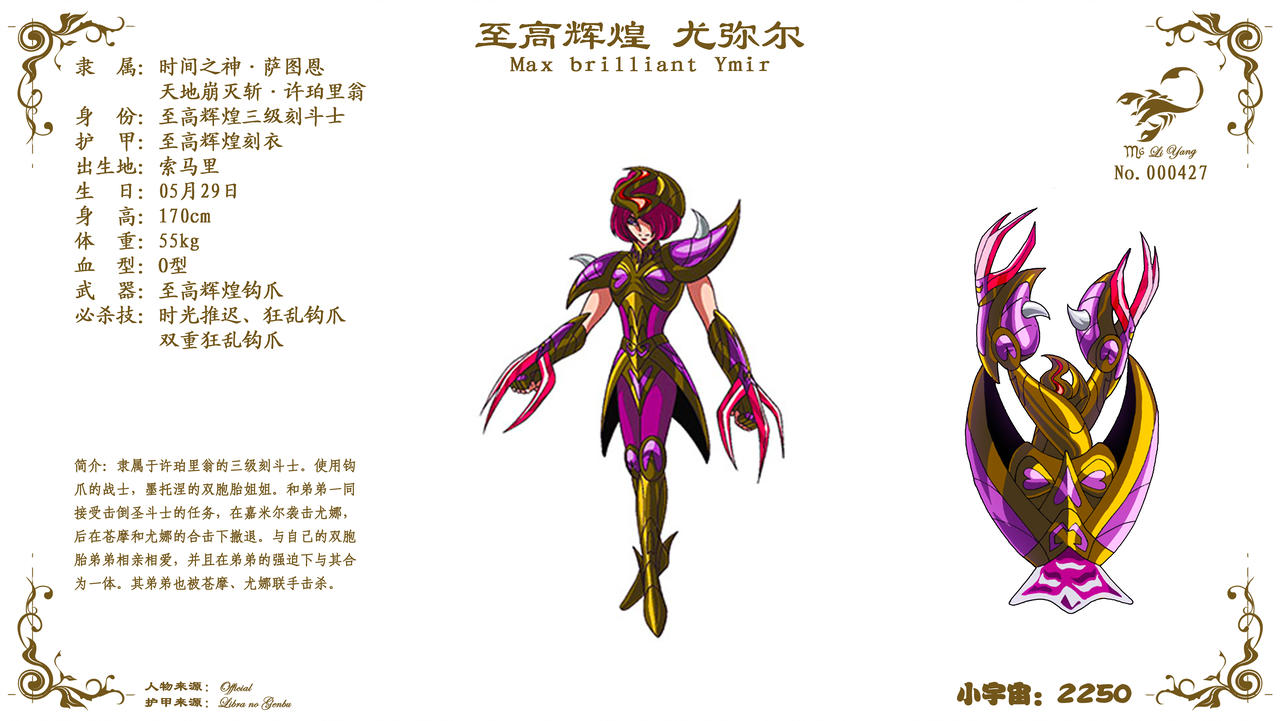 至高辉煌 尤弥尔
Max brilliant Ymir
隶 属：时间之神·萨图恩
天地崩灭斩·许珀里翁
身 份：至高辉煌三级刻斗士
护 甲：至高辉煌刻衣
出生地：索马里
生 日：05月29日
身 高：170cm
体 重：55kg
血 型：O型
武 器：至高辉煌钩爪
必杀技：时光推迟、狂乱钩爪
双重狂乱钩爪
Li Yang
No.000427
简介：隶属于许珀里翁的三级刻斗士。使用钩
爪的战士，墨托涅的双胞胎姐姐。和弟弟一同
接受击倒圣斗士的任务，在嘉米尔袭击尤娜，
后在苍摩和尤娜的合击下撤退。与自己的双胞
胎弟弟相亲相爱，并且在弟弟的强迫下与其合
为一体。其弟弟也被苍摩、尤娜联手击杀。
人物来源：Official
护甲来源：Libra no Genbu
小宇宙：2250